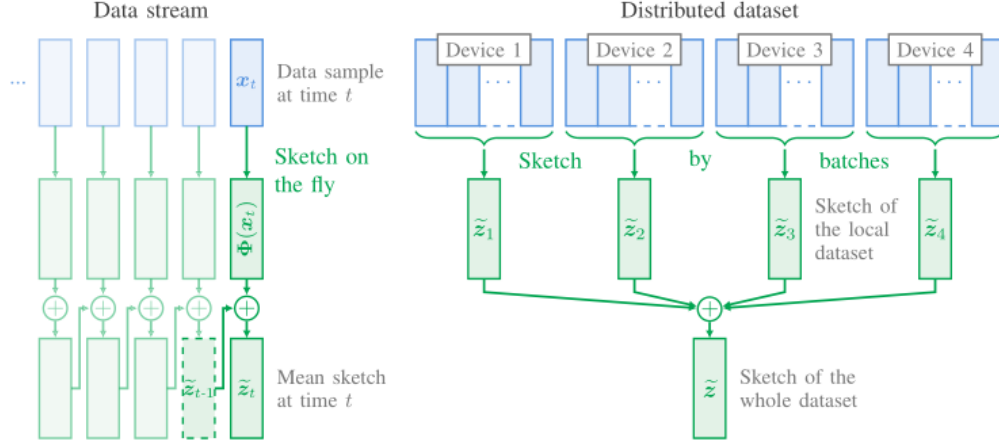 Data stream
...
x_t
Data sample
at time t
Sketch on
the fly
Φ(x_t)
+ + + + +
z̃_{t-1}
z̃_t
Mean sketch
at time t
Distributed dataset
Device 1 Device 2 Device 3 Device 4
... ... ... ...
Sketch by batches
z̃_1 z̃_2 z̃_3 z̃_4
Sketch of
the local
dataset
+
z̃
Sketch of the
whole dataset